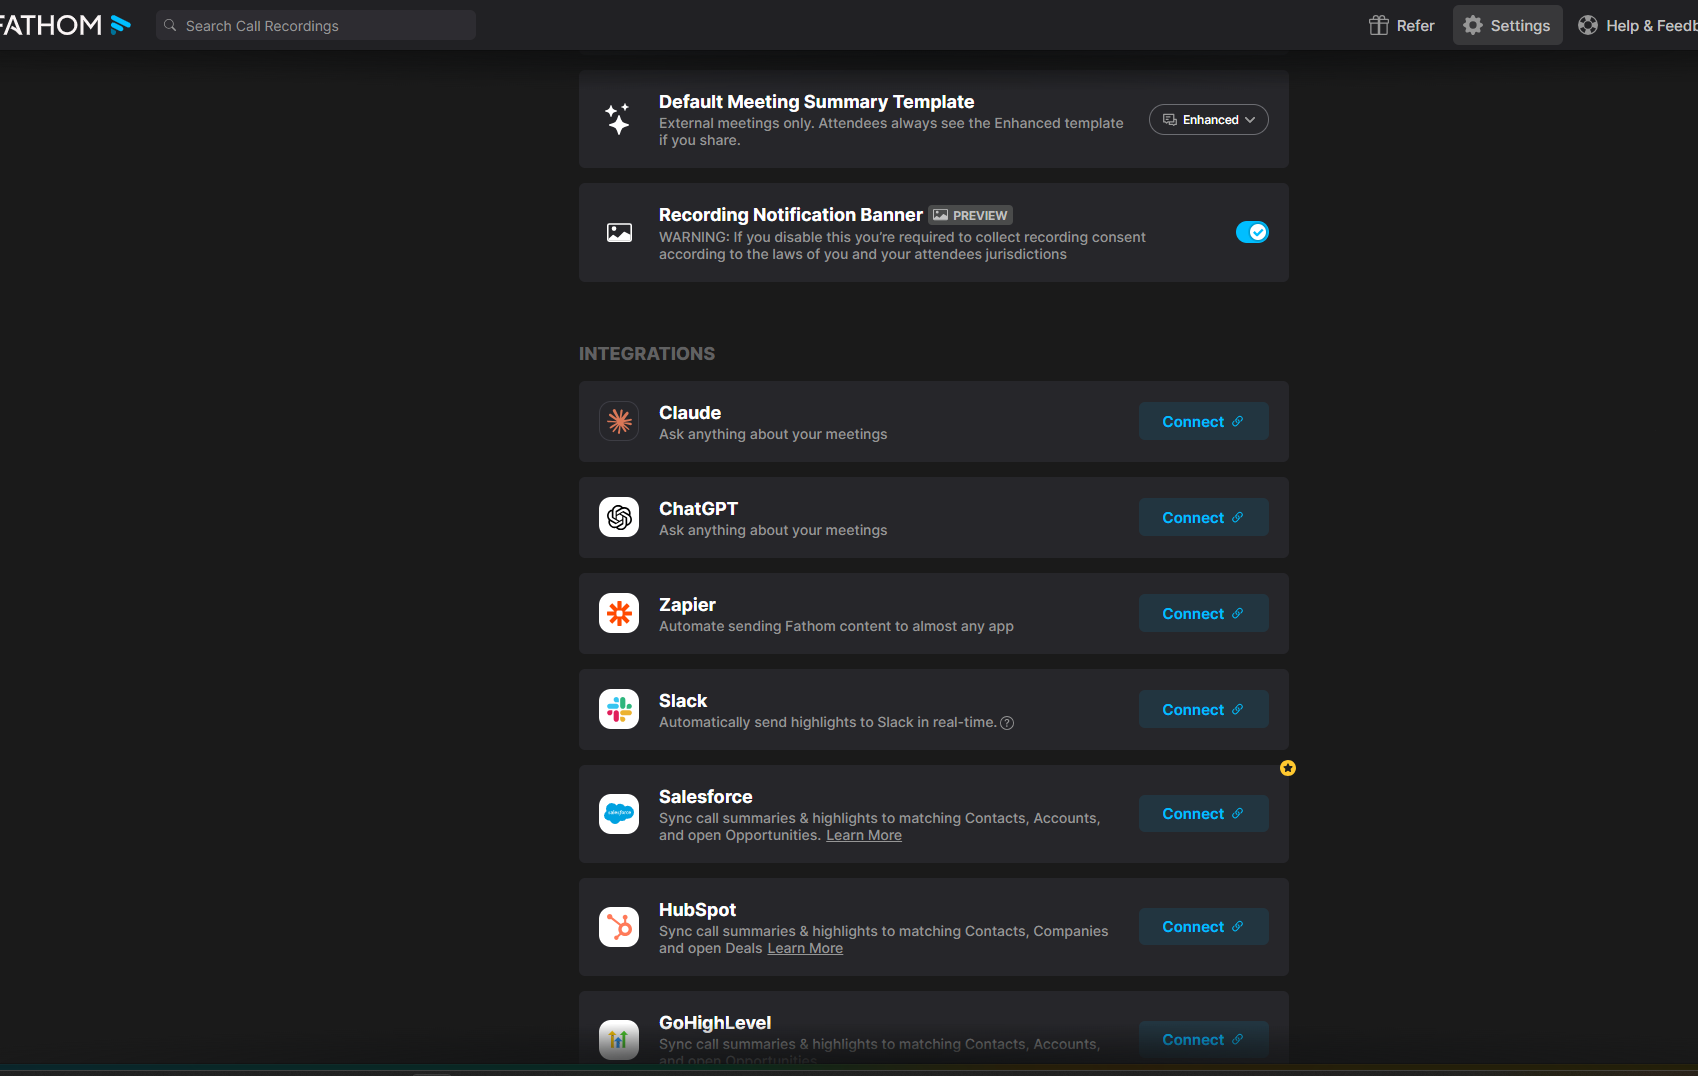 FATHOM
Search Call Recordings
Refer
Settings
Help & Feedb
Default Meeting Summary Template
External meetings only. Attendees always see the Enhanced template
if you share.
Enhanced
Recording Notification Banner PREVIEW
WARNING: If you disable this you're required to collect recording consent
according to the laws of you and your attendees jurisdictions
INTEGRATIONS
Claude
Ask anything about your meetings
Connect
ChatGPT
Ask anything about your meetings
Connect
Zapier
Automate sending Fathom content to almost any app
Connect
Slack
Automatically send highlights to Slack in real-time. ?
Connect
salesforce
Salesforce
Sync call summaries & highlights to matching Contacts, Accounts,
and open Opportunities. Learn More
Connect
HubSpot
Sync call summaries & highlights to matching Contacts, Companies
and open Deals Learn More
Connect
GoHighLevel
Sync call summaries & highlights to matching Contacts, Accounts,
and open Opportunities
Connect